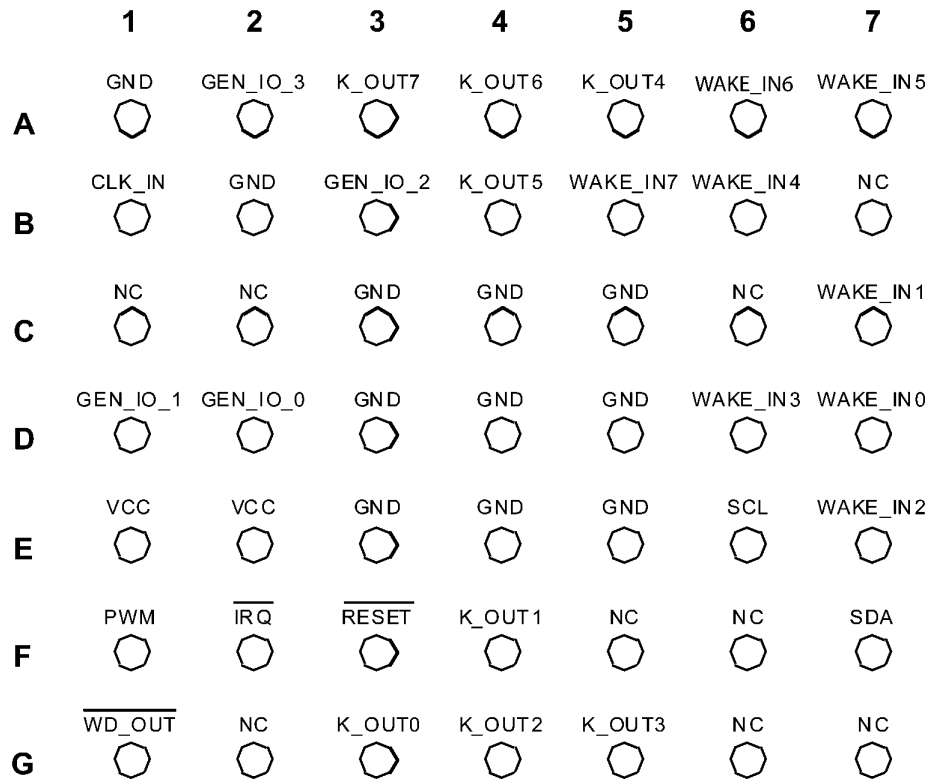 1 2 3 4 5 6 7
GND GEN_IO_3 K_OUT7 K_OUT6 K_OUT4 WAKE_IN6 WAKE_IN5
A
CLK_IN GND GEN_IO_2 K_OUT5 WAKE_IN7 WAKE_IN4 NC
B
NC NC GND GND GND NC WAKE_IN1
C
GEN_IO_1 GEN_IO_0 GND GND GND WAKE_IN3 WAKE_IN0
D
VCC VCC GND GND GND SCL WAKE_IN2
E
PWM IRQ RESET K_OUT1 NC NC SDA
F
WD_OUT NC K_OUT0 K_OUT2 K_OUT3 NC NC
G